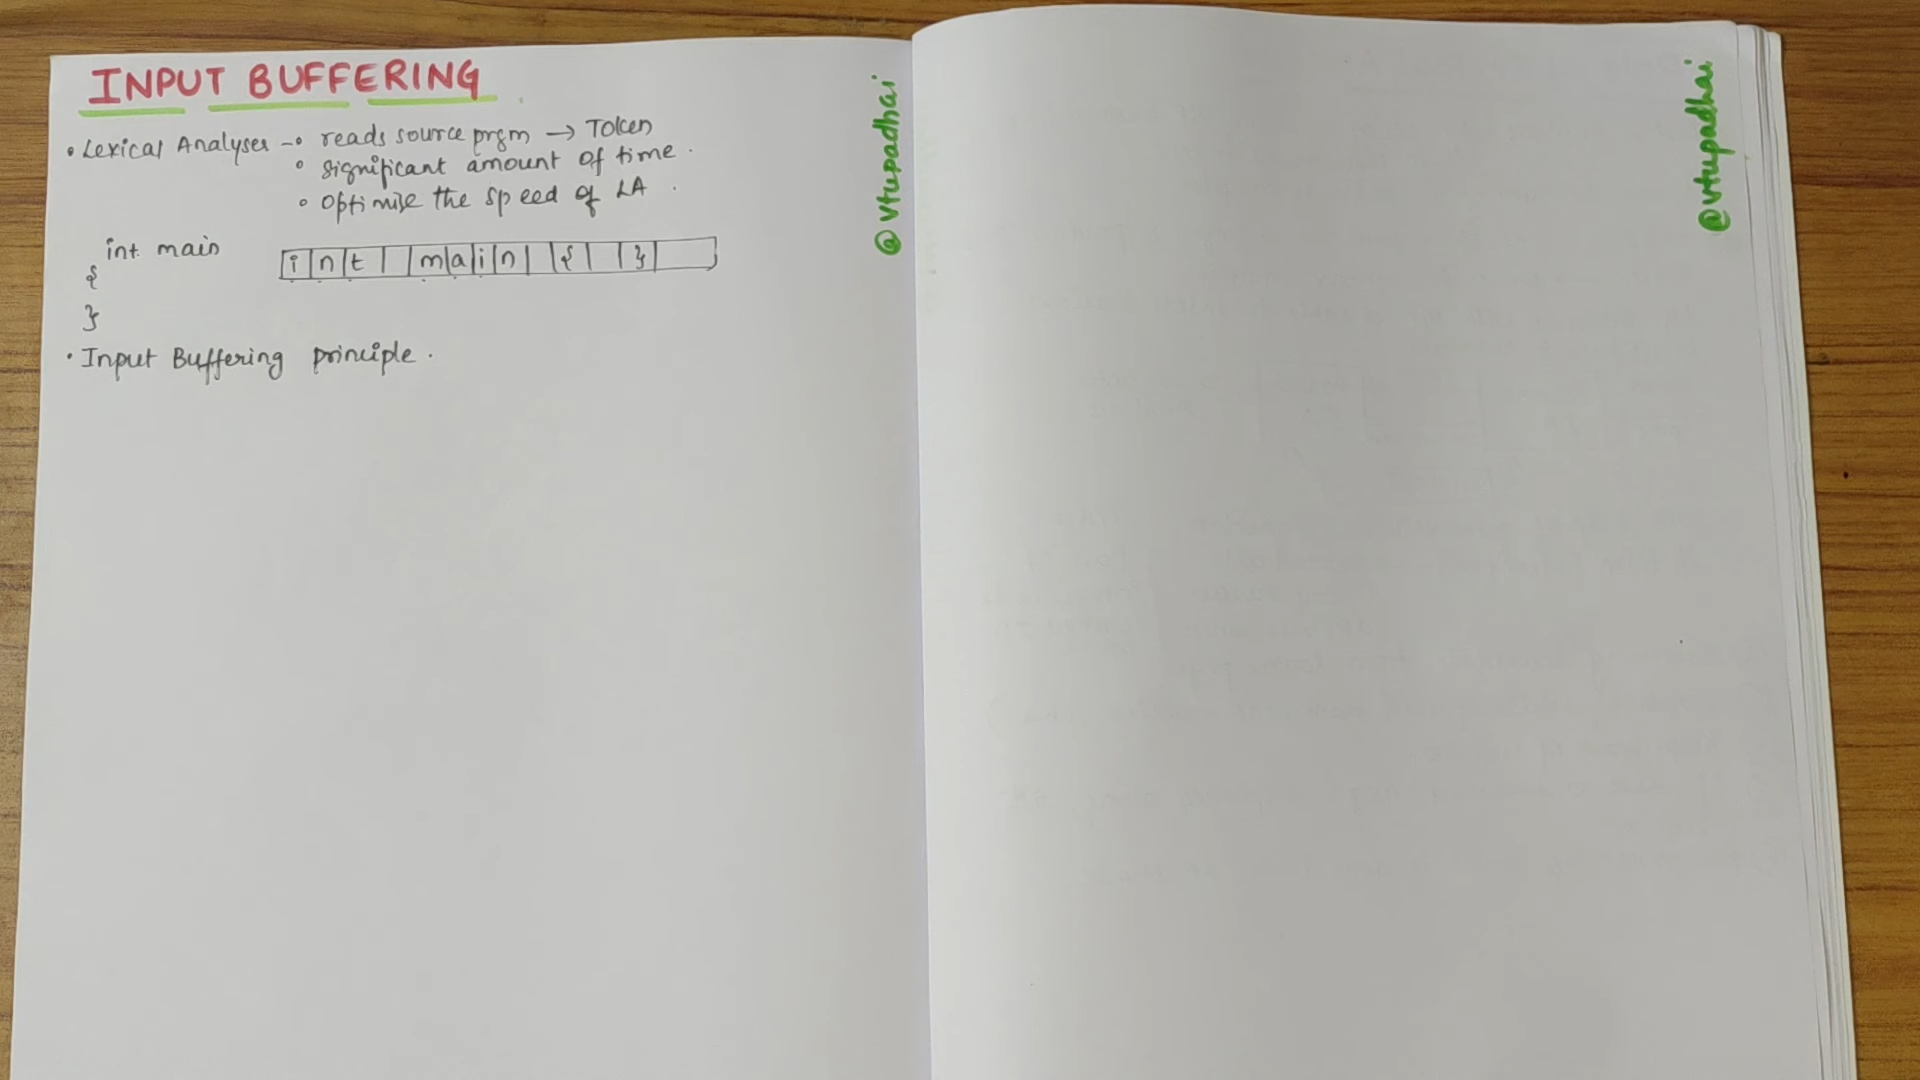 INPUT BUFFERING
• Lexical Analyser - • reads source prgm → Token
• significant amount of time.
• optimise the speed of LA.
int main
{
}
i n t m a i n { }
• Input Buffering principle.
@vtupadhai
@vtupadhai